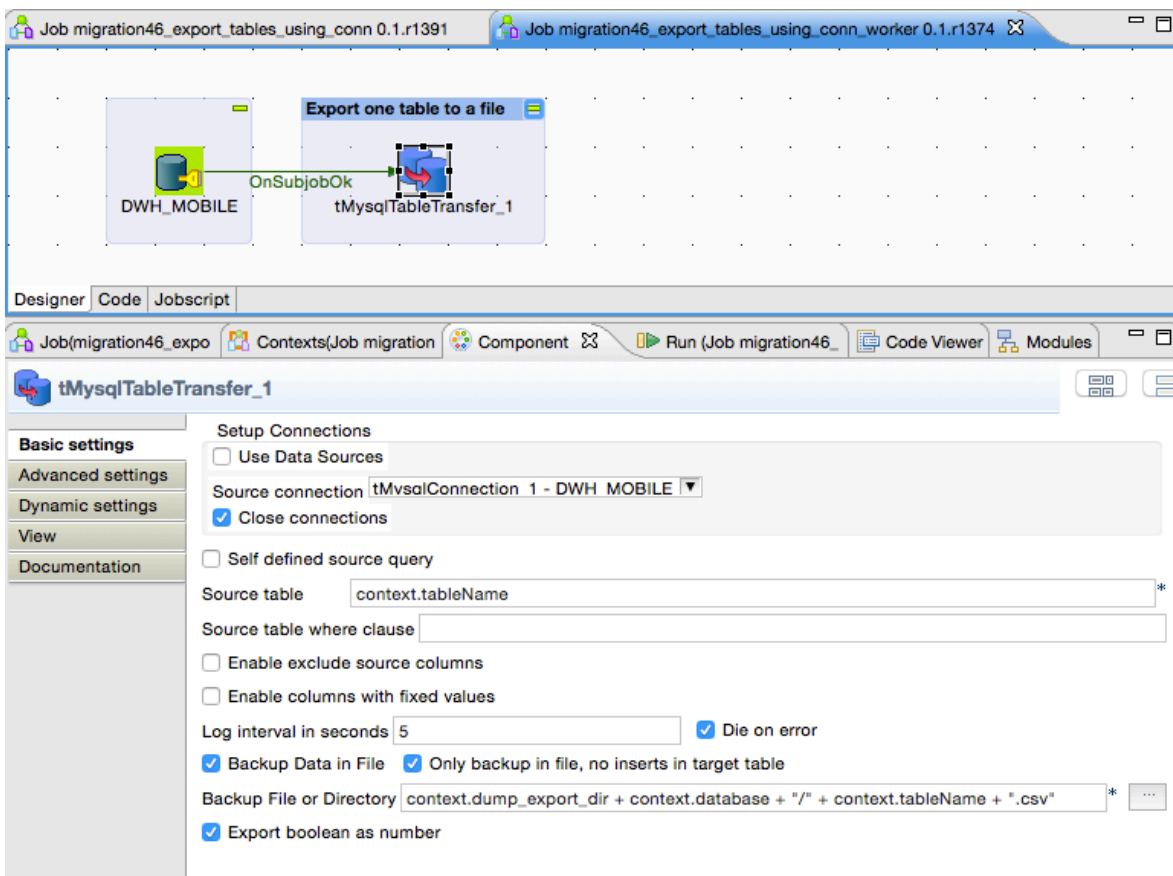 Job migration46_export_tables_using_conn 0.1.r1391 Job migration46_export_tables_using_conn_worker 0.1.r1374
Export one table to a file
OnSubjobOk
DWH_MOBILE tMysqlTableTransfer_1
Designer Code Jobscript
Job(migration46_expo Contexts(Job migration Component Run (Job migration46_ Code Viewer Modules
tMysqlTableTransfer_1
Basic settings
Advanced settings
Dynamic settings
View
Documentation
Setup Connections
Use Data Sources
Source connection tMysqlConnection_1 - DWH_MOBILE
Close connections
Self defined source query
Source table context.tableName *
Source table where clause
Enable exclude source columns
Enable columns with fixed values
Log interval in seconds 5 Die on error
Backup Data in File Only backup in file, no inserts in target table
Backup File or Directory context.dump_export_dir + context.database + "/" + context.tableName + ".csv" * ...
Export boolean as number